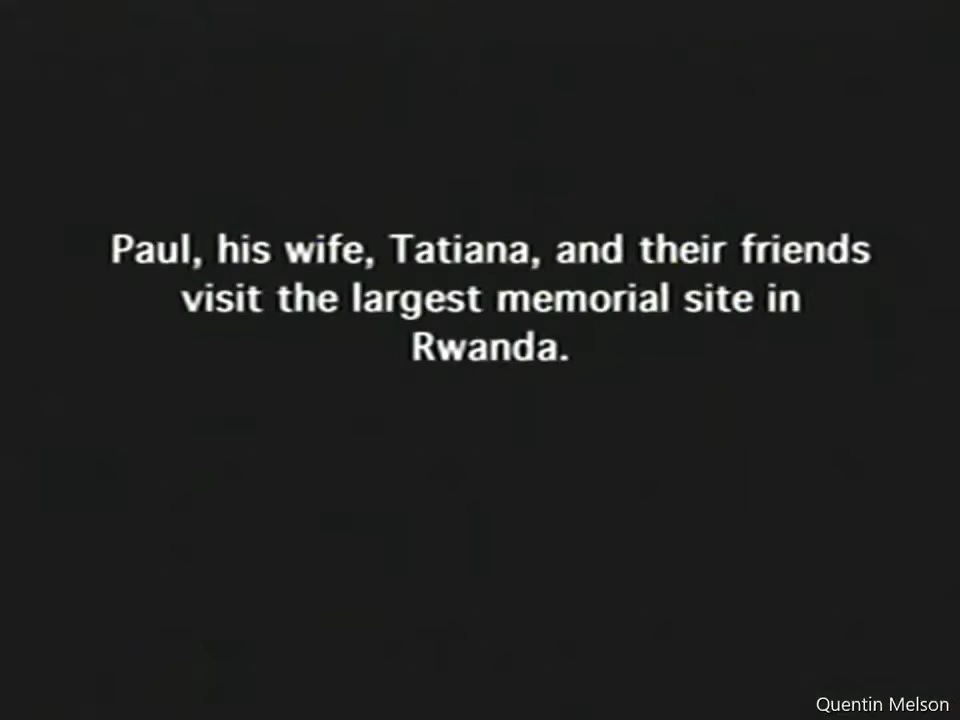 Paul, his wife, Tatiana, and their friends
visit the largest memorial site in
Rwanda.
Quentin Melson